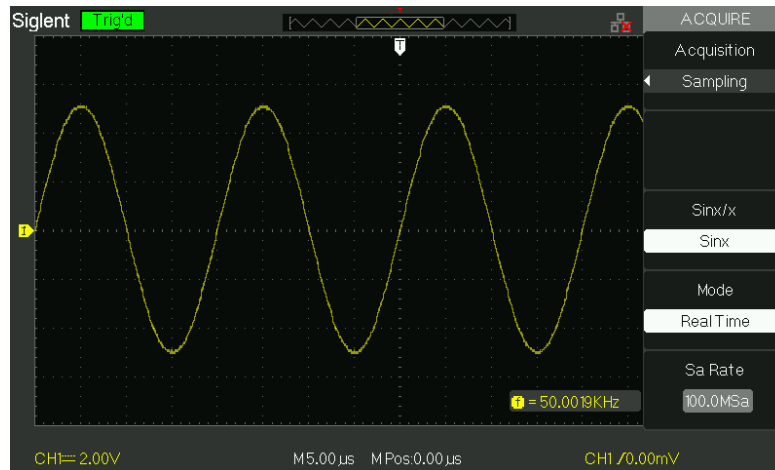 Siglent Trig'd T ACQUIRE
T
Acquisition
Sampling
Sinx/x
Sinx
Mode
Real Time
Sa Rate
100.0MSa
f = 50.0019KHz
CH1 2.00V M5.00µs M Pos:0.00µs CH1 /0.00mV